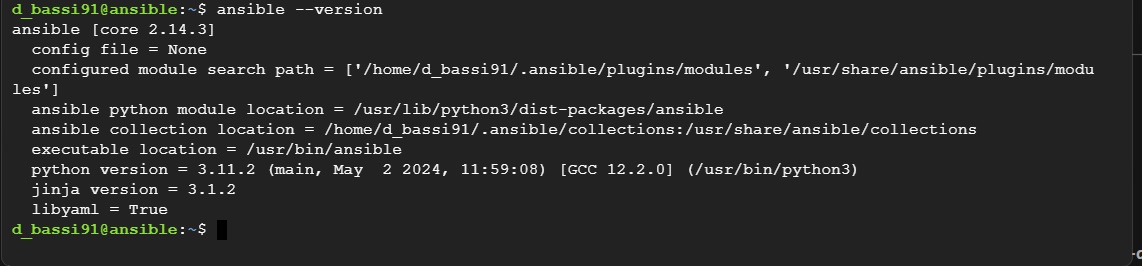 d_bassi91@ansible:~$ ansible --version
ansible [core 2.14.3]
  config file = None
  configured module search path = ['/home/d_bassi91/.ansible/plugins/modules', '/usr/share/ansible/plugins/modu
les']
  ansible python module location = /usr/lib/python3/dist-packages/ansible
  ansible collection location = /home/d_bassi91/.ansible/collections:/usr/share/ansible/collections
  executable location = /usr/bin/ansible
  python version = 3.11.2 (main, May  2 2024, 11:59:08) [GCC 12.2.0] (/usr/bin/python3)
  jinja version = 3.1.2
  libyaml = True
d_bassi91@ansible:~$